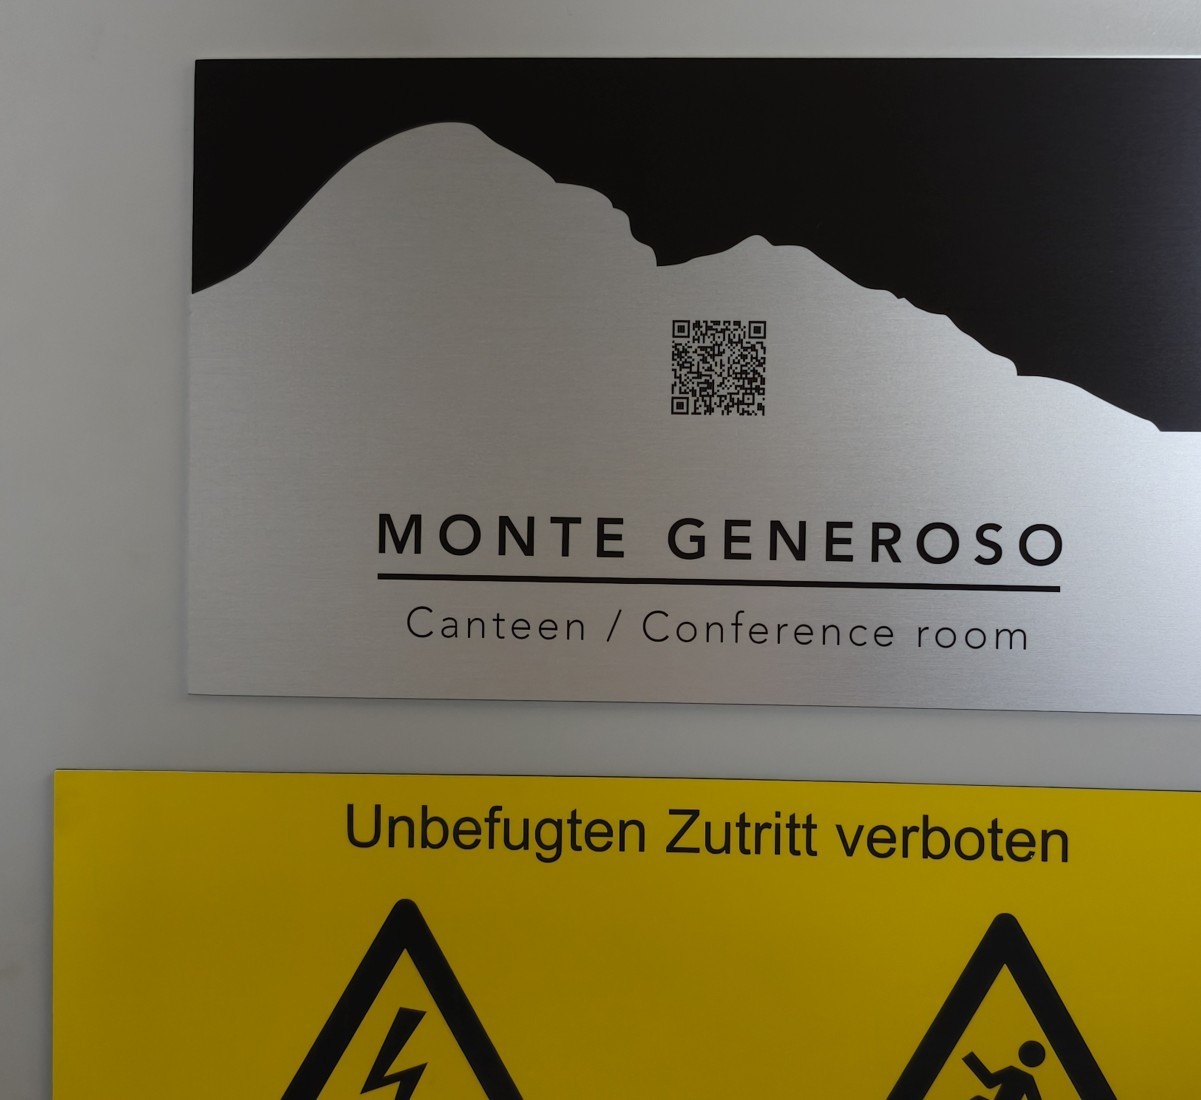 MONTE GENEROSO
Canteen / Conference room
Unbefugten Zutritt verboten